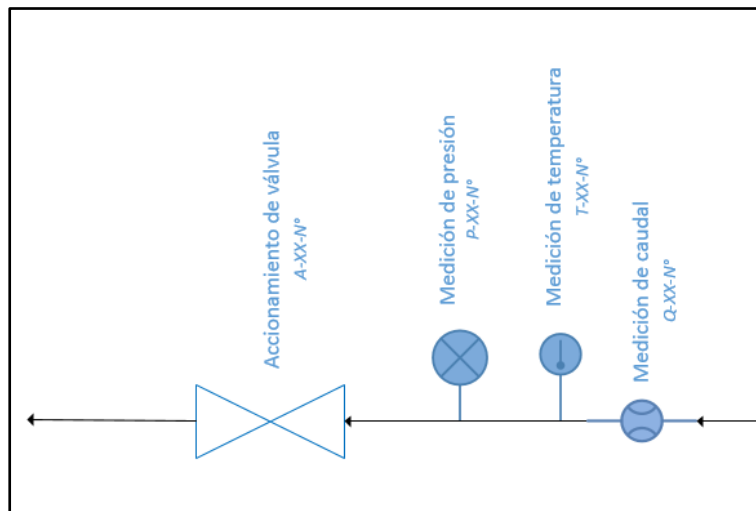 Accionamiento de válvula
A-XX-N°
Medición de presión
P-XX-N°
Medición de temperatura
T-XX-N°
Medición de caudal
Q-XX-N°